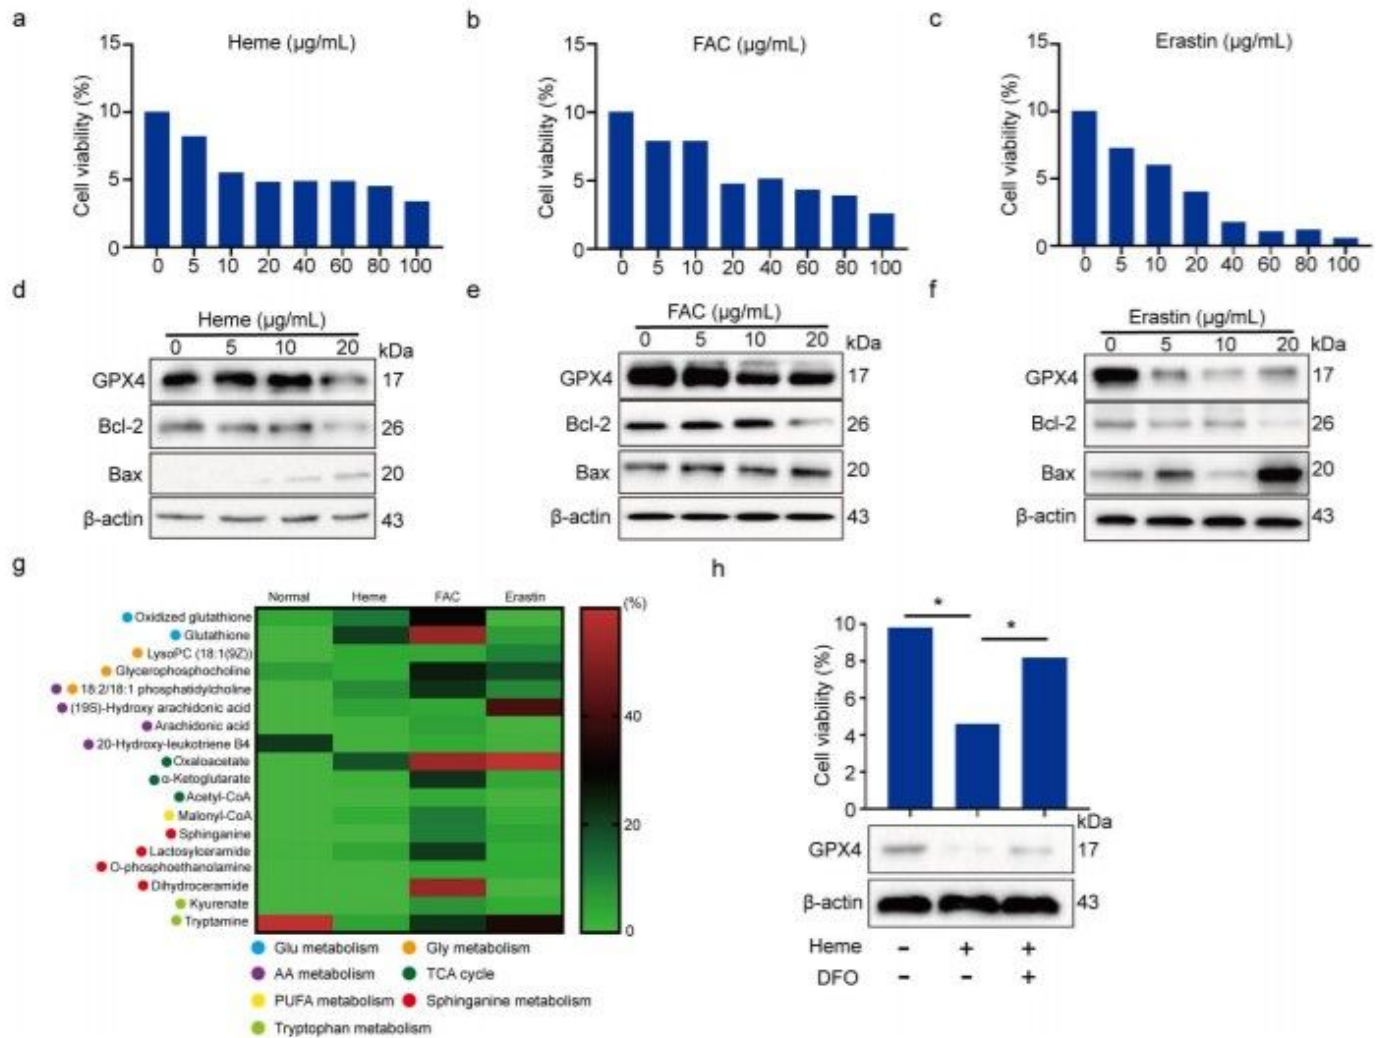 a
Heme (µg/mL)
Cell viability (%)
15
10
5
0
0 5 10 20 40 60 80 100
b
FAC (µg/mL)
Cell viability (%)
15
10
5
0
0 5 10 20 40 60 80 100
c
Erastin (µg/mL)
Cell viability (%)
15
10
5
0
0 5 10 20 40 60 80 100
d
Heme (µg/mL)
0 5 10 20 kDa
GPX4 17
Bcl-2 26
Bax 20
β-actin 43
e
FAC (µg/mL)
0 5 10 20 kDa
GPX4 17
Bcl-2 26
Bax 20
β-actin 43
f
Erastin (µg/mL)
0 5 10 20 kDa
GPX4 17
Bcl-2 26
Bax 20
β-actin 43
g
Normal Heme FAC Erastin
(%)
40
20
0
Oxidized glutathione
Glutathione
LysoPC (18:1(9Z))
Glycerophosphocholine
18:2/18:1 phosphatidylcholine
(19S)-Hydroxy arachidonic acid
Arachidonic acid
20-Hydroxy-leukotriene B4
Oxaloacetate
α-Ketoglutarate
Acetyl-CoA
Malonyl-CoA
Sphinganine
Lactosylceramide
O-phosphoethanolamine
Dihydroceramide
Kyurenate
Tryptamine
Glu metabolism Gly metabolism
AA metabolism TCA cycle
PUFA metabolism Sphinganine metabolism
Tryptophan metabolism
h
* *
Cell viability (%)
10
8
6
4
2
0
kDa
GPX4 17
β-actin 43
Heme - + +
DFO - - +